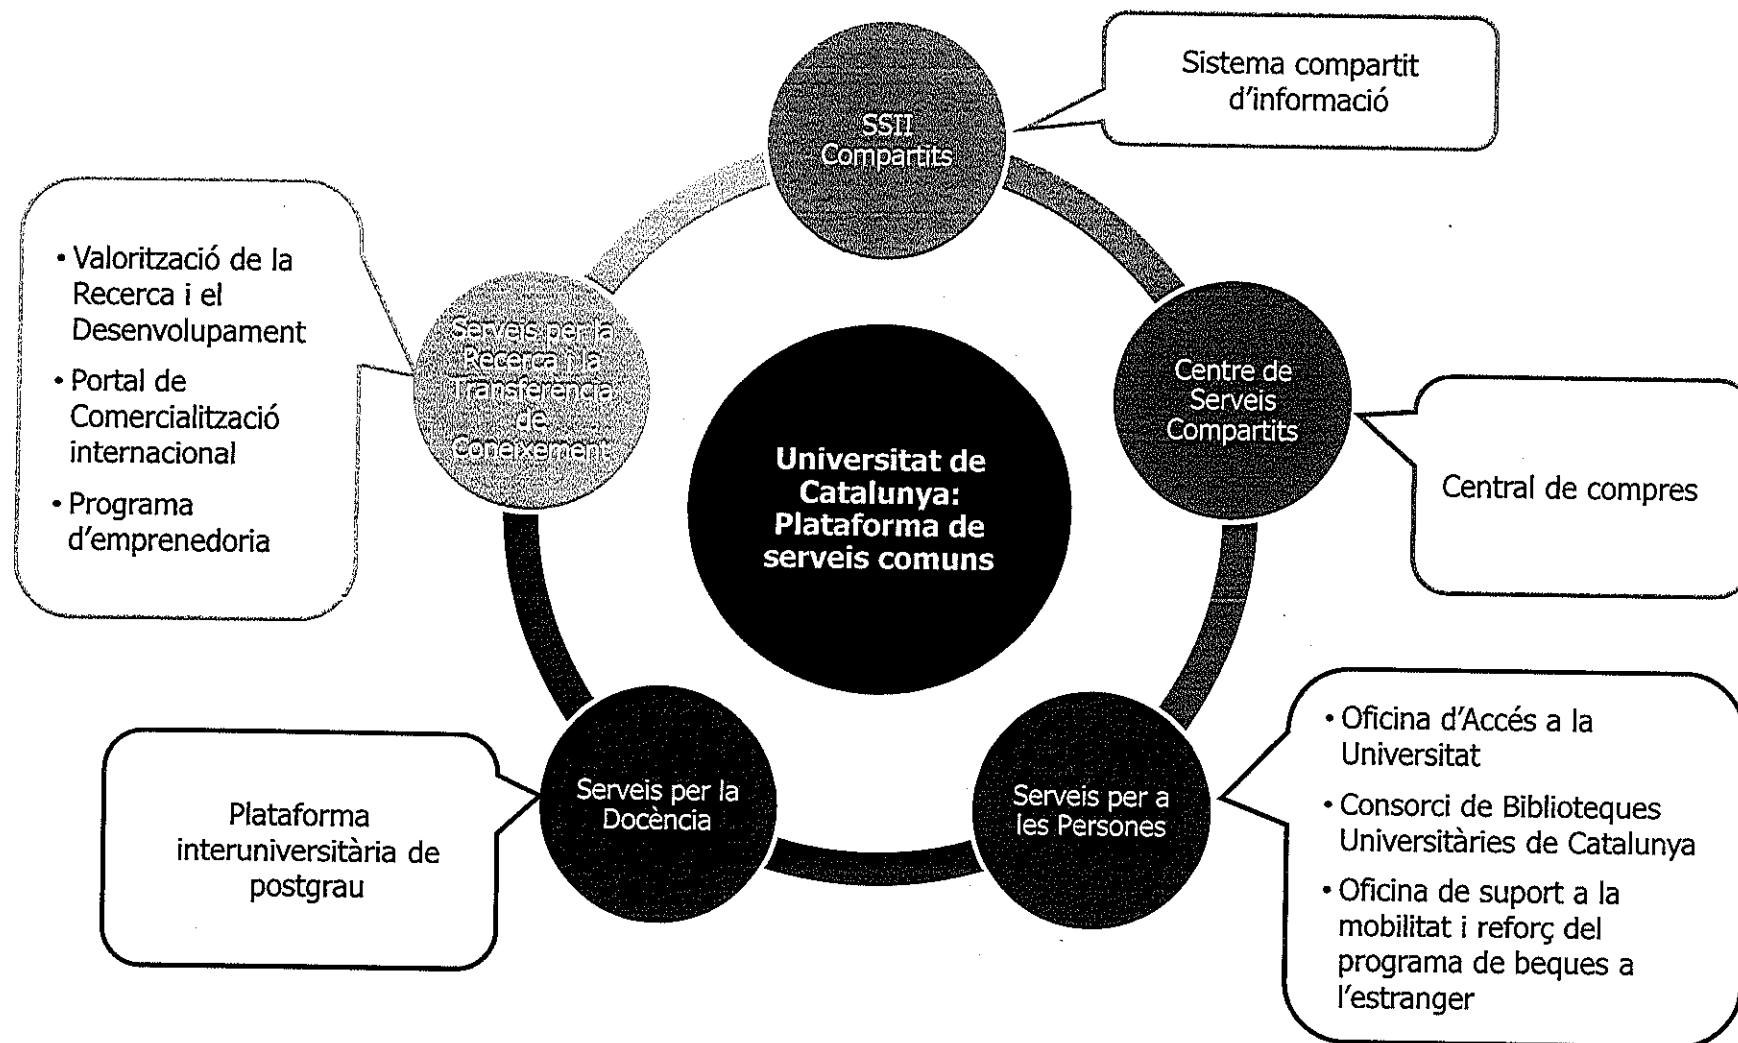 Sistema compartit
d'informació
SSII
Compartits
• Valorització de la
Recerca i el
Desenvolupament
• Portal de
Comercialització
internacional
• Programa
d'emprenedoria
Serveis per la
Recerca i la
Transferència
de
Coneixement
Centre de
Serveis
Compartits
Central de compres
Universitat de
Catalunya:
Plataforma de
serveis comuns
Plataforma
interuniversitària de
postgrau
Serveis per la
Docència
Serveis per a
les Persones
• Oficina d'Accés a la
Universitat
• Consorci de Biblioteques
Universitàries de Catalunya
• Oficina de suport a la
mobilitat i reforç del
programa de beques a
l'estranger